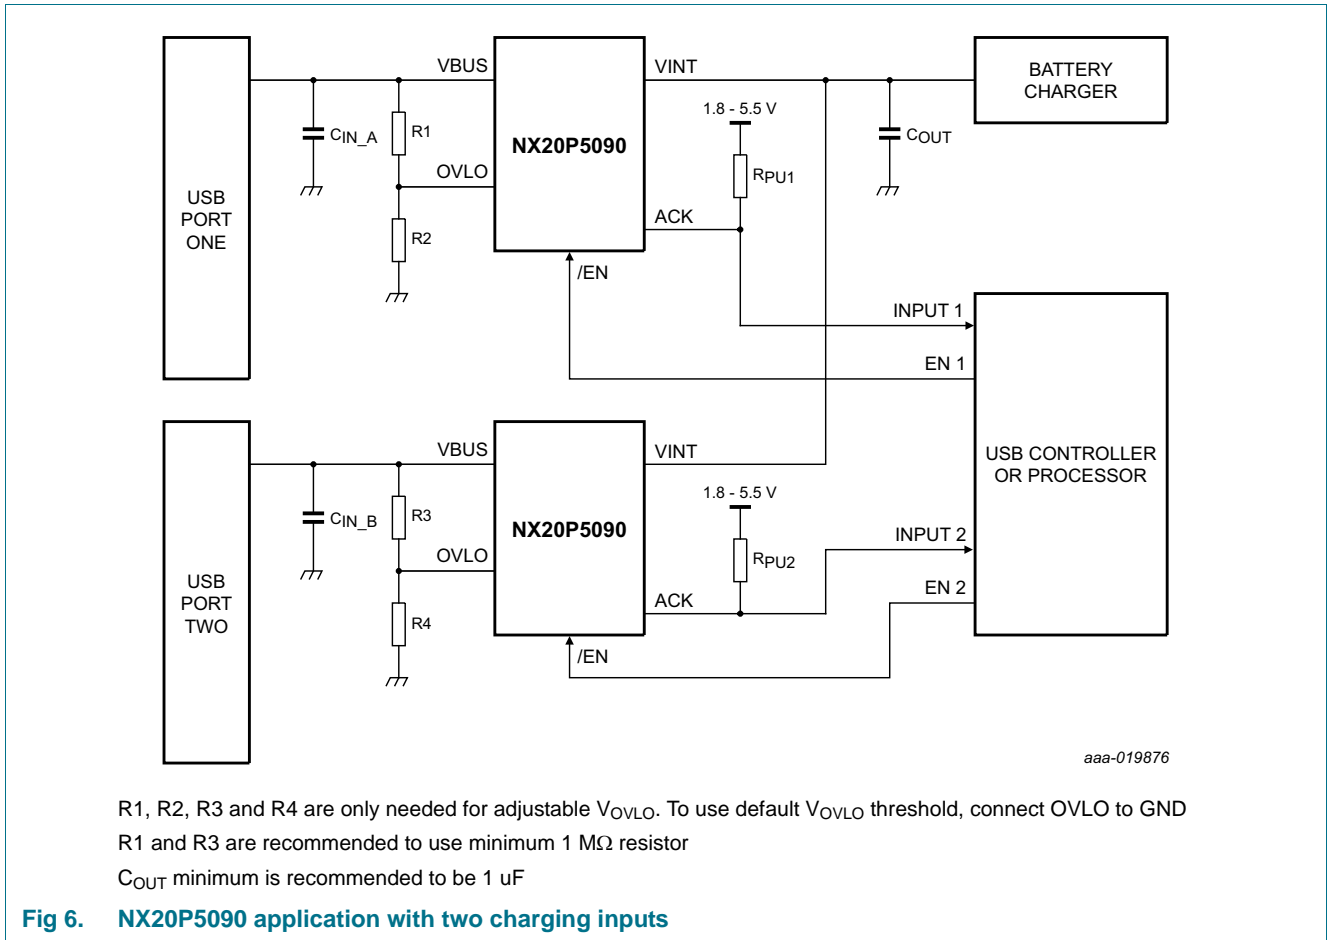 VBUS
VINT
BATTERY
CHARGER
1.8 - 5.5 V
CIN_A
R1
NX20P5090
COUT
RPU1
OVLO
USB
PORT
ONE
ACK
R2
/EN
INPUT 1
EN 1
VBUS
VINT
USB CONTROLLER
OR PROCESSOR
1.8 - 5.5 V
CIN_B
R3
NX20P5090
INPUT 2
OVLO
RPU2
USB
PORT
TWO
EN 2
ACK
R4
/EN
aaa-019876
R1, R2, R3 and R4 are only needed for adjustable VOVLO. To use default VOVLO threshold, connect OVLO to GND
R1 and R3 are recommended to use minimum 1 MΩ resistor
COUT minimum is recommended to be 1 uF
Fig 6. NX20P5090 application with two charging inputs